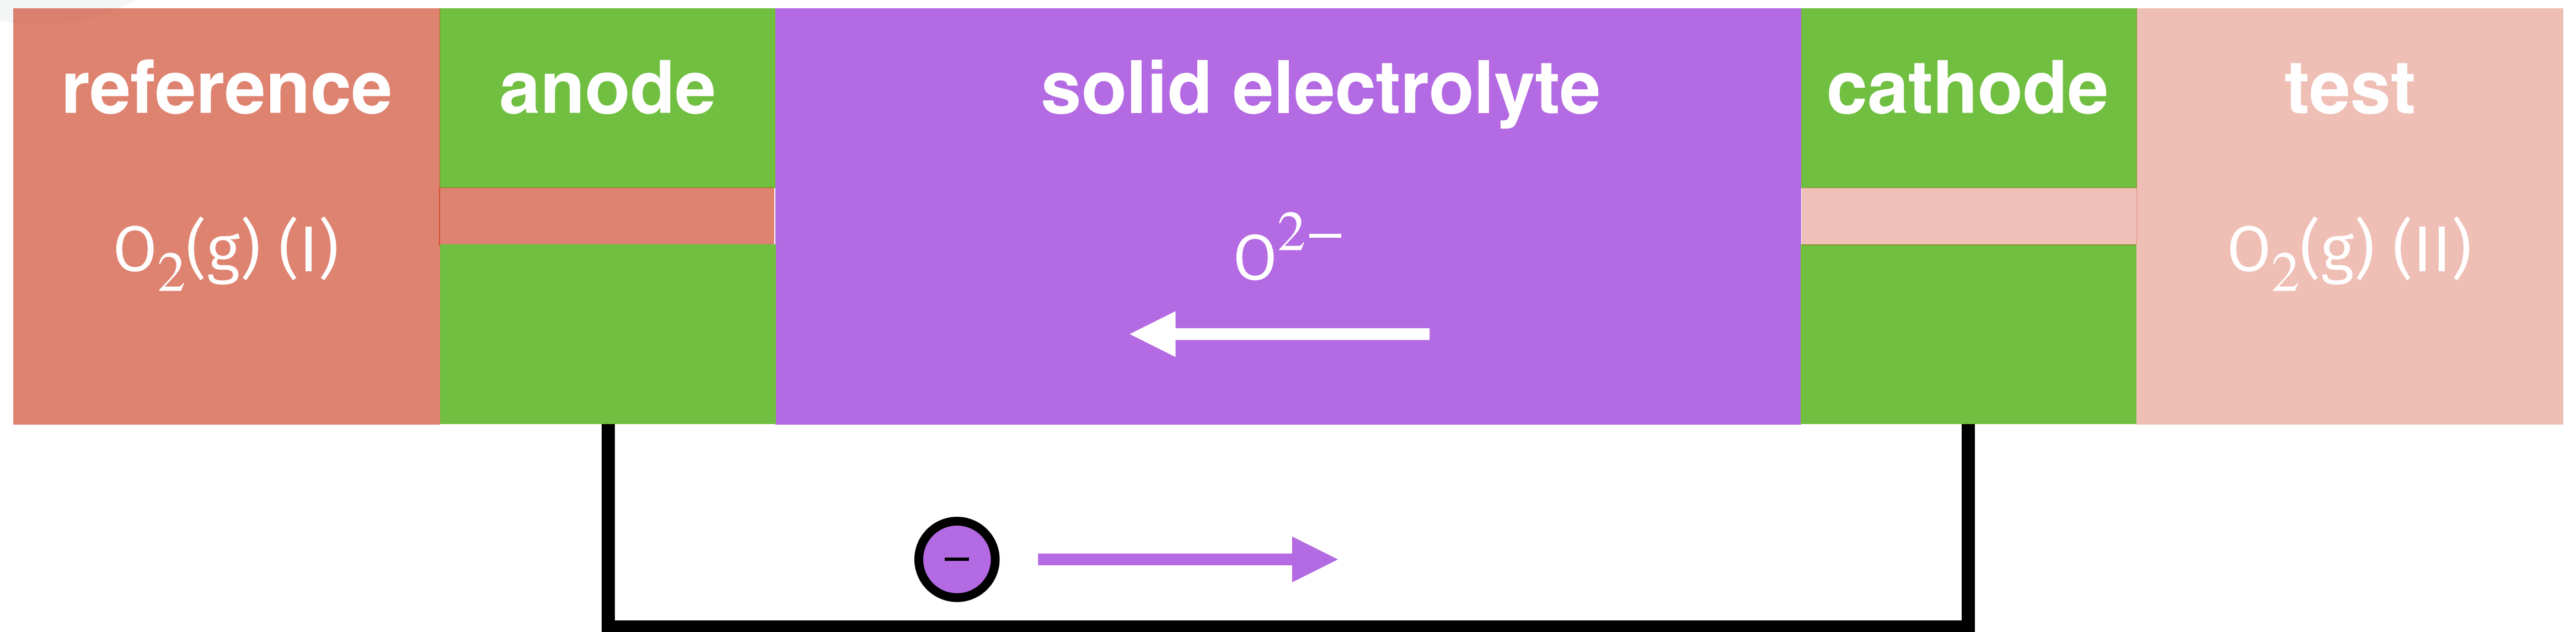 reference anode solid electrolyte cathode test
O₂(g) (I) O²⁻ O₂(g) (II)
−